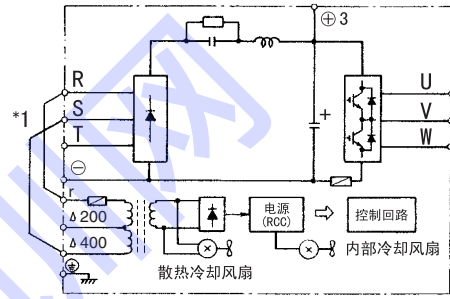 ⊕3
R
S
T
*1
⊖
r
Δ200
Δ400
+
U
V
W
电源
(RCC)
控制回路
散热冷却风扇
内部冷却风扇